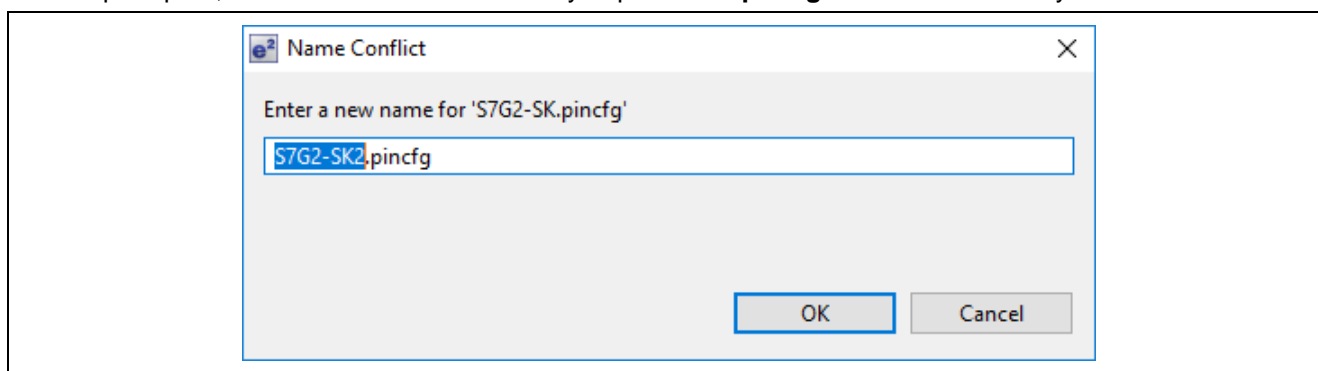 e² Name Conflict
Enter a new name for 'S7G2-SK.pincfg'
S7G2-SK2.pincfg
OK Cancel